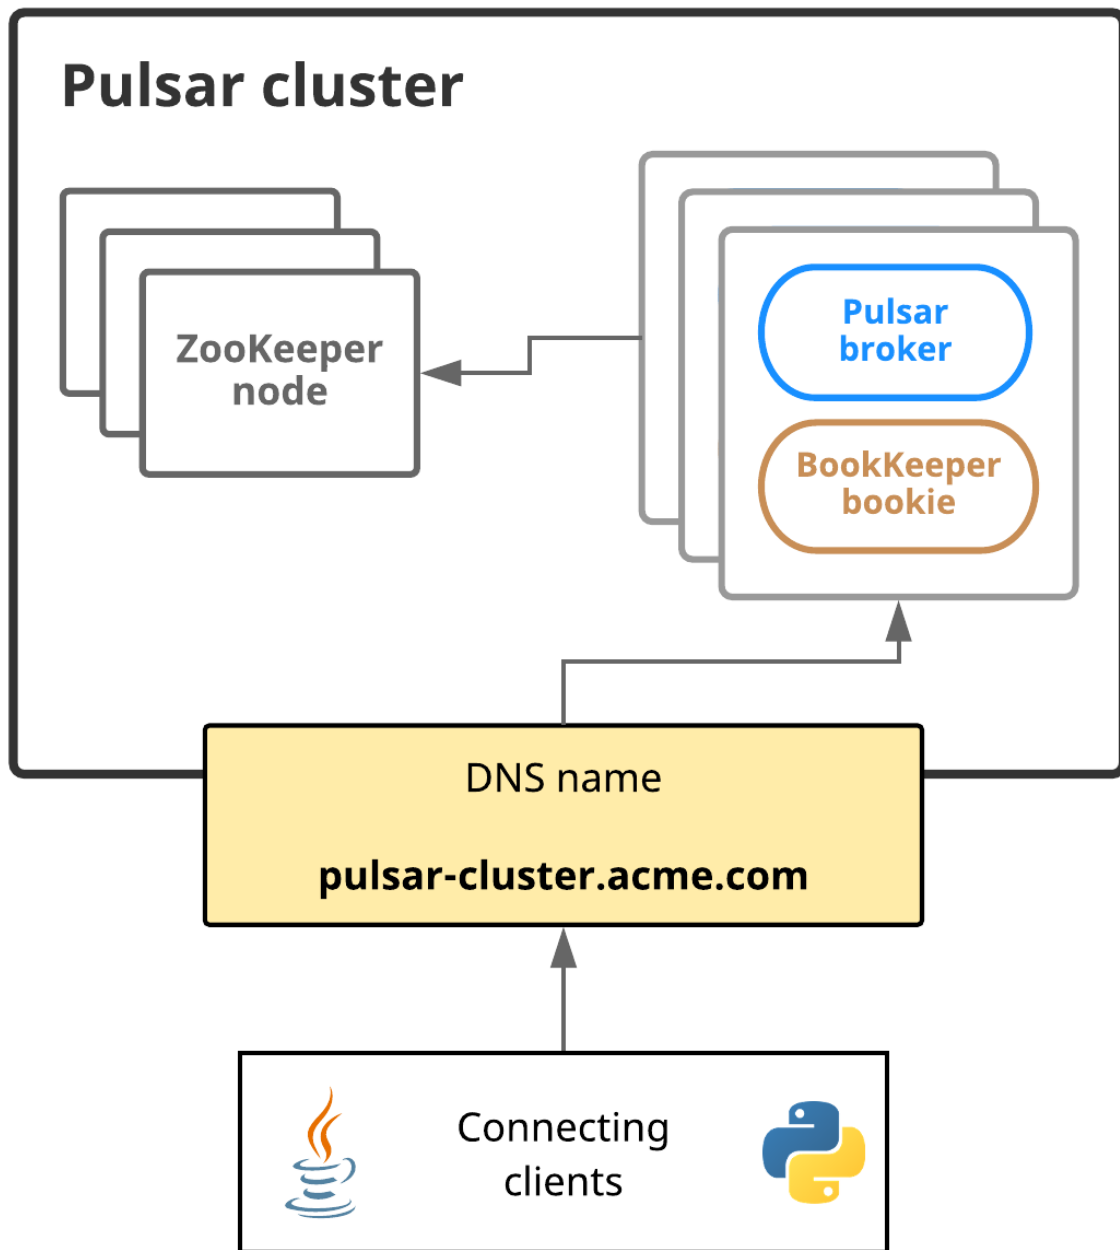 Pulsar cluster
ZooKeeper
node
Pulsar
broker
BookKeeper
bookie
DNS name
pulsar-cluster.acme.com
Connecting
clients